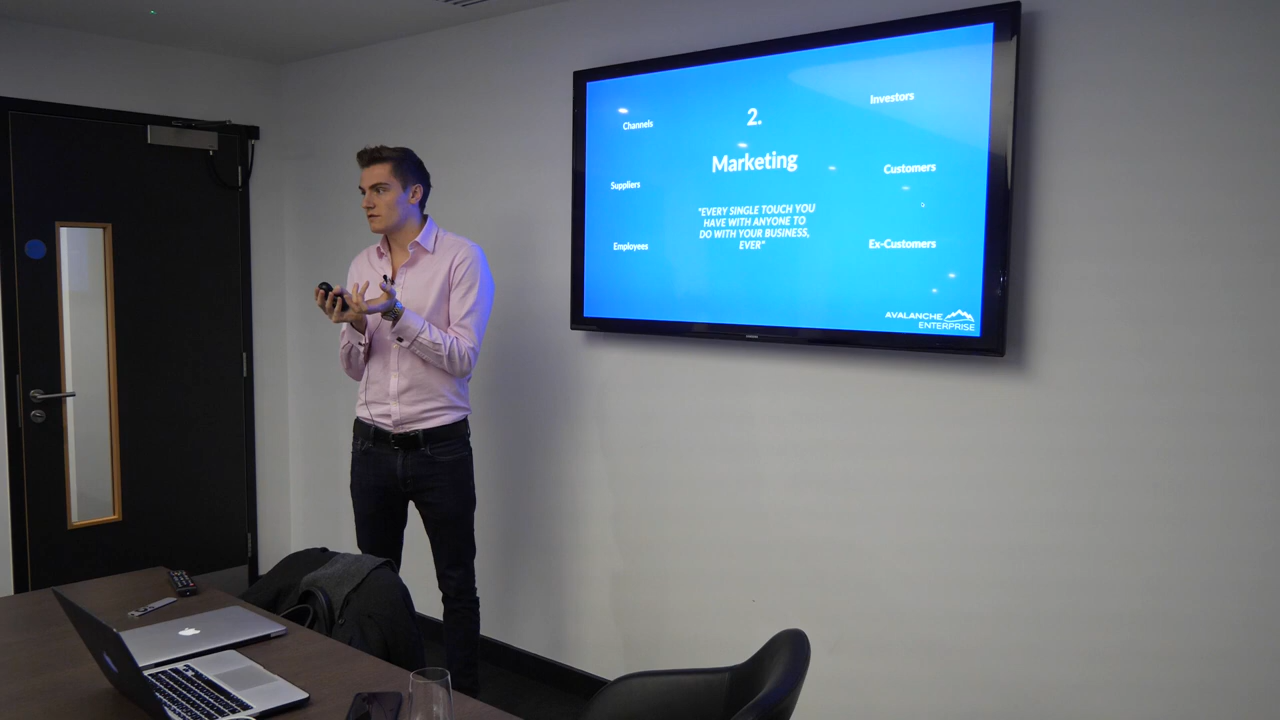 2.
Marketing
"EVERY SINGLE TOUCH YOU
HAVE WITH ANYONE TO
DO WITH YOUR BUSINESS,
EVER"
Channels
Suppliers
Employees
Investors
Customers
Ex-Customers
AVALANCHE
ENTERPRISE